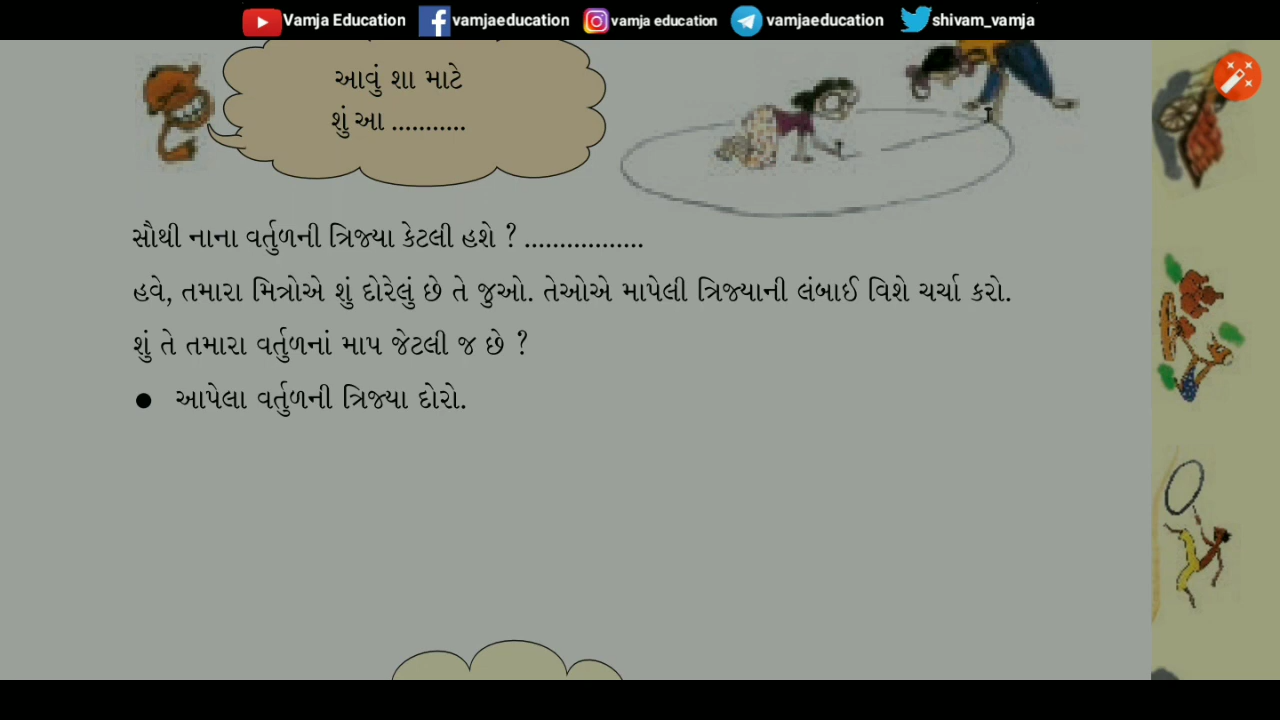 Vamja Education vamjaeducation vamja education vamjaeducation shivam_vamja
આવું શા માટે
શું આ ...........
સૌથી નાના વર્તુળની ત્રિજ્યા કેટલી હશે ? .................
હવે, તમારા મિત્રોએ શું દોરેલું છે તે જુઓ. તેઓએ માપેલી ત્રિજ્યાની લંબાઈ વિશે ચર્ચા કરો.
શું તે તમારા વર્તુળનાં માપ જેટલી જ છે ?
● આપેલા વર્તુળની ત્રિજ્યા દોરો.